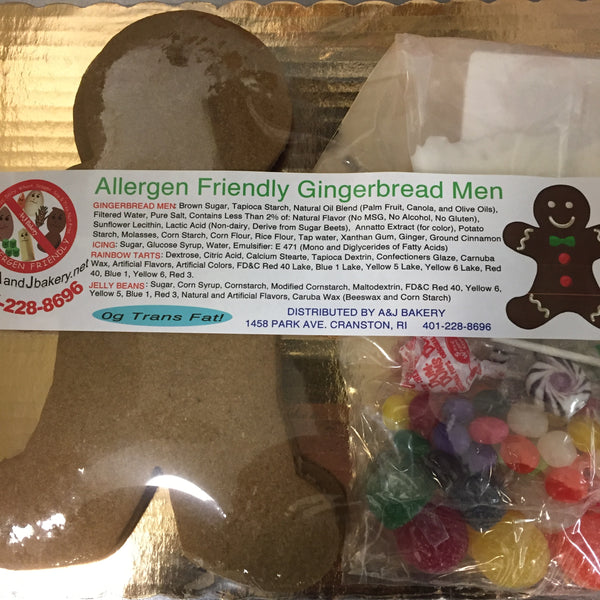 Allergen Friendly Gingerbread Men
GINGERBREAD MEN: Brown Sugar, Tapioca Starch, Natural Oil Blend (Palm Fruit, Canola, and Olive Oils),
Filtered Water, Pure Salt, Contains Less Than 2% of: Natural Flavor (No MSG, No Alcohol, No Gluten),
Sunflower Lecithin, Lactic Acid (Non-dairy, Derive from Sugar Beets), Annatto Extract (for color), Potato
Starch, Molasses, Corn Starch, Corn Flour, Rice Flour, Tap water, Xanthan Gum, Ginger, Ground Cinnamon
ICING: Sugar, Glucose Syrup, Water, Emulsifier: E 471 (Mono and Diglycerides of Fatty Acids)
RAINBOW TARTS: Dextrose, Citric Acid, Calcium Stearte, Tapioca Dextrin, Confectioners Glaze, Carnuba
Wax, Artificial Flavors, Artificial Colors, FD&C Red 40 Lake, Blue 1 Lake, Yellow 5 Lake, Yellow 6 Lake, Red
40, Blue 1, Yellow 6, Red 3.
JELLY BEANS: Sugar, Corn Syrup, Cornstarch, Modified Cornstarch, Maltodextrin, FD&C Red 40, Yellow 6,
Yellow 5, Blue 1, Red 3, Natural and Artificial Flavors, Caruba Wax (Beeswax and Corn Starch)
0g Trans Fat!
DISTRIBUTED BY A&J BAKERY
1458 PARK AVE. CRANSTON, RI 401-228-8696
andJbakery.net
-228-8696
FRIENDLY